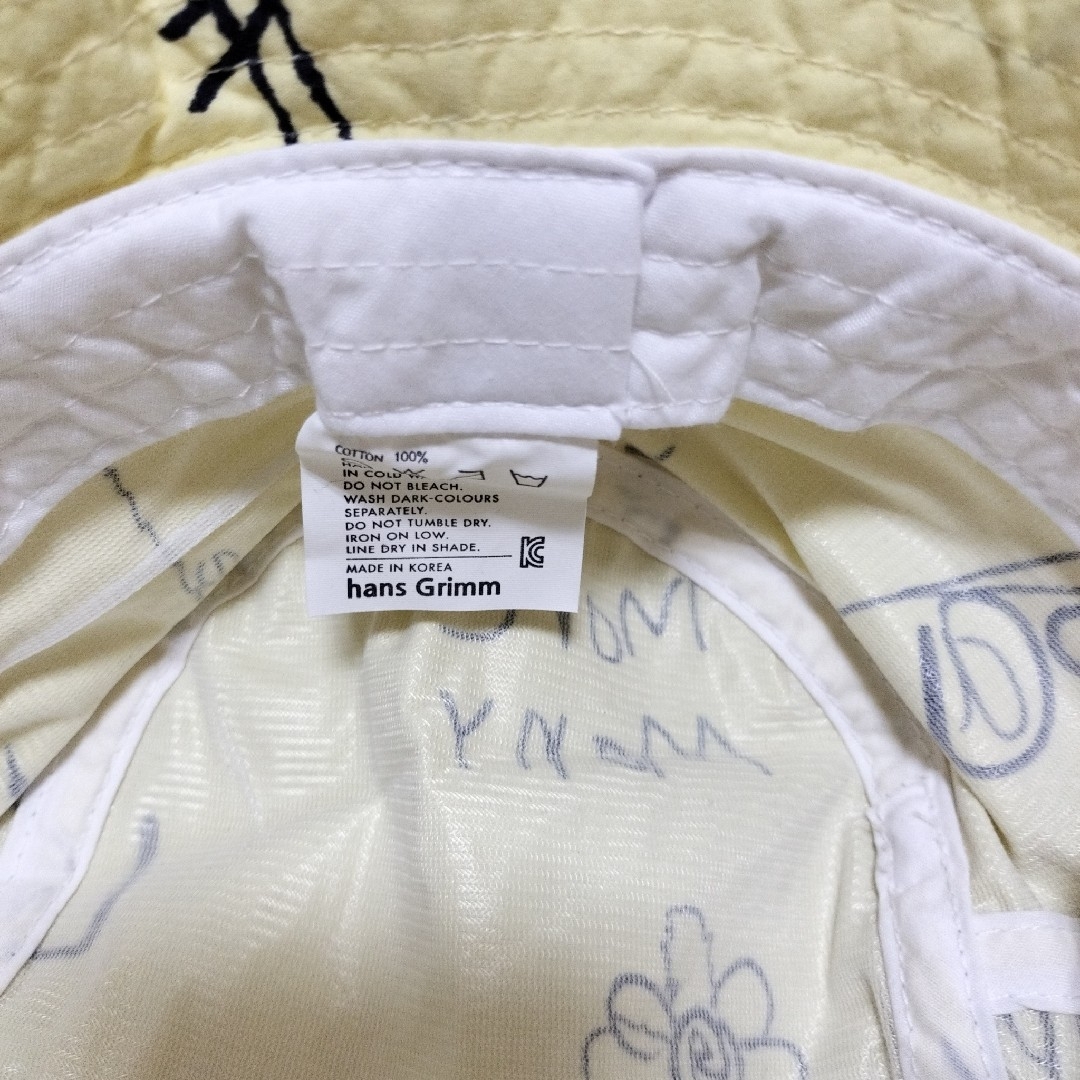 COTTON 100%
IN COLD
DO NOT BLEACH.
WASH DARK-COLOURS
SEPARATELY.
DO NOT TUMBLE DRY.
IRON ON LOW.
LINE DRY IN SHADE.
MADE IN KOREA
hans Grimm